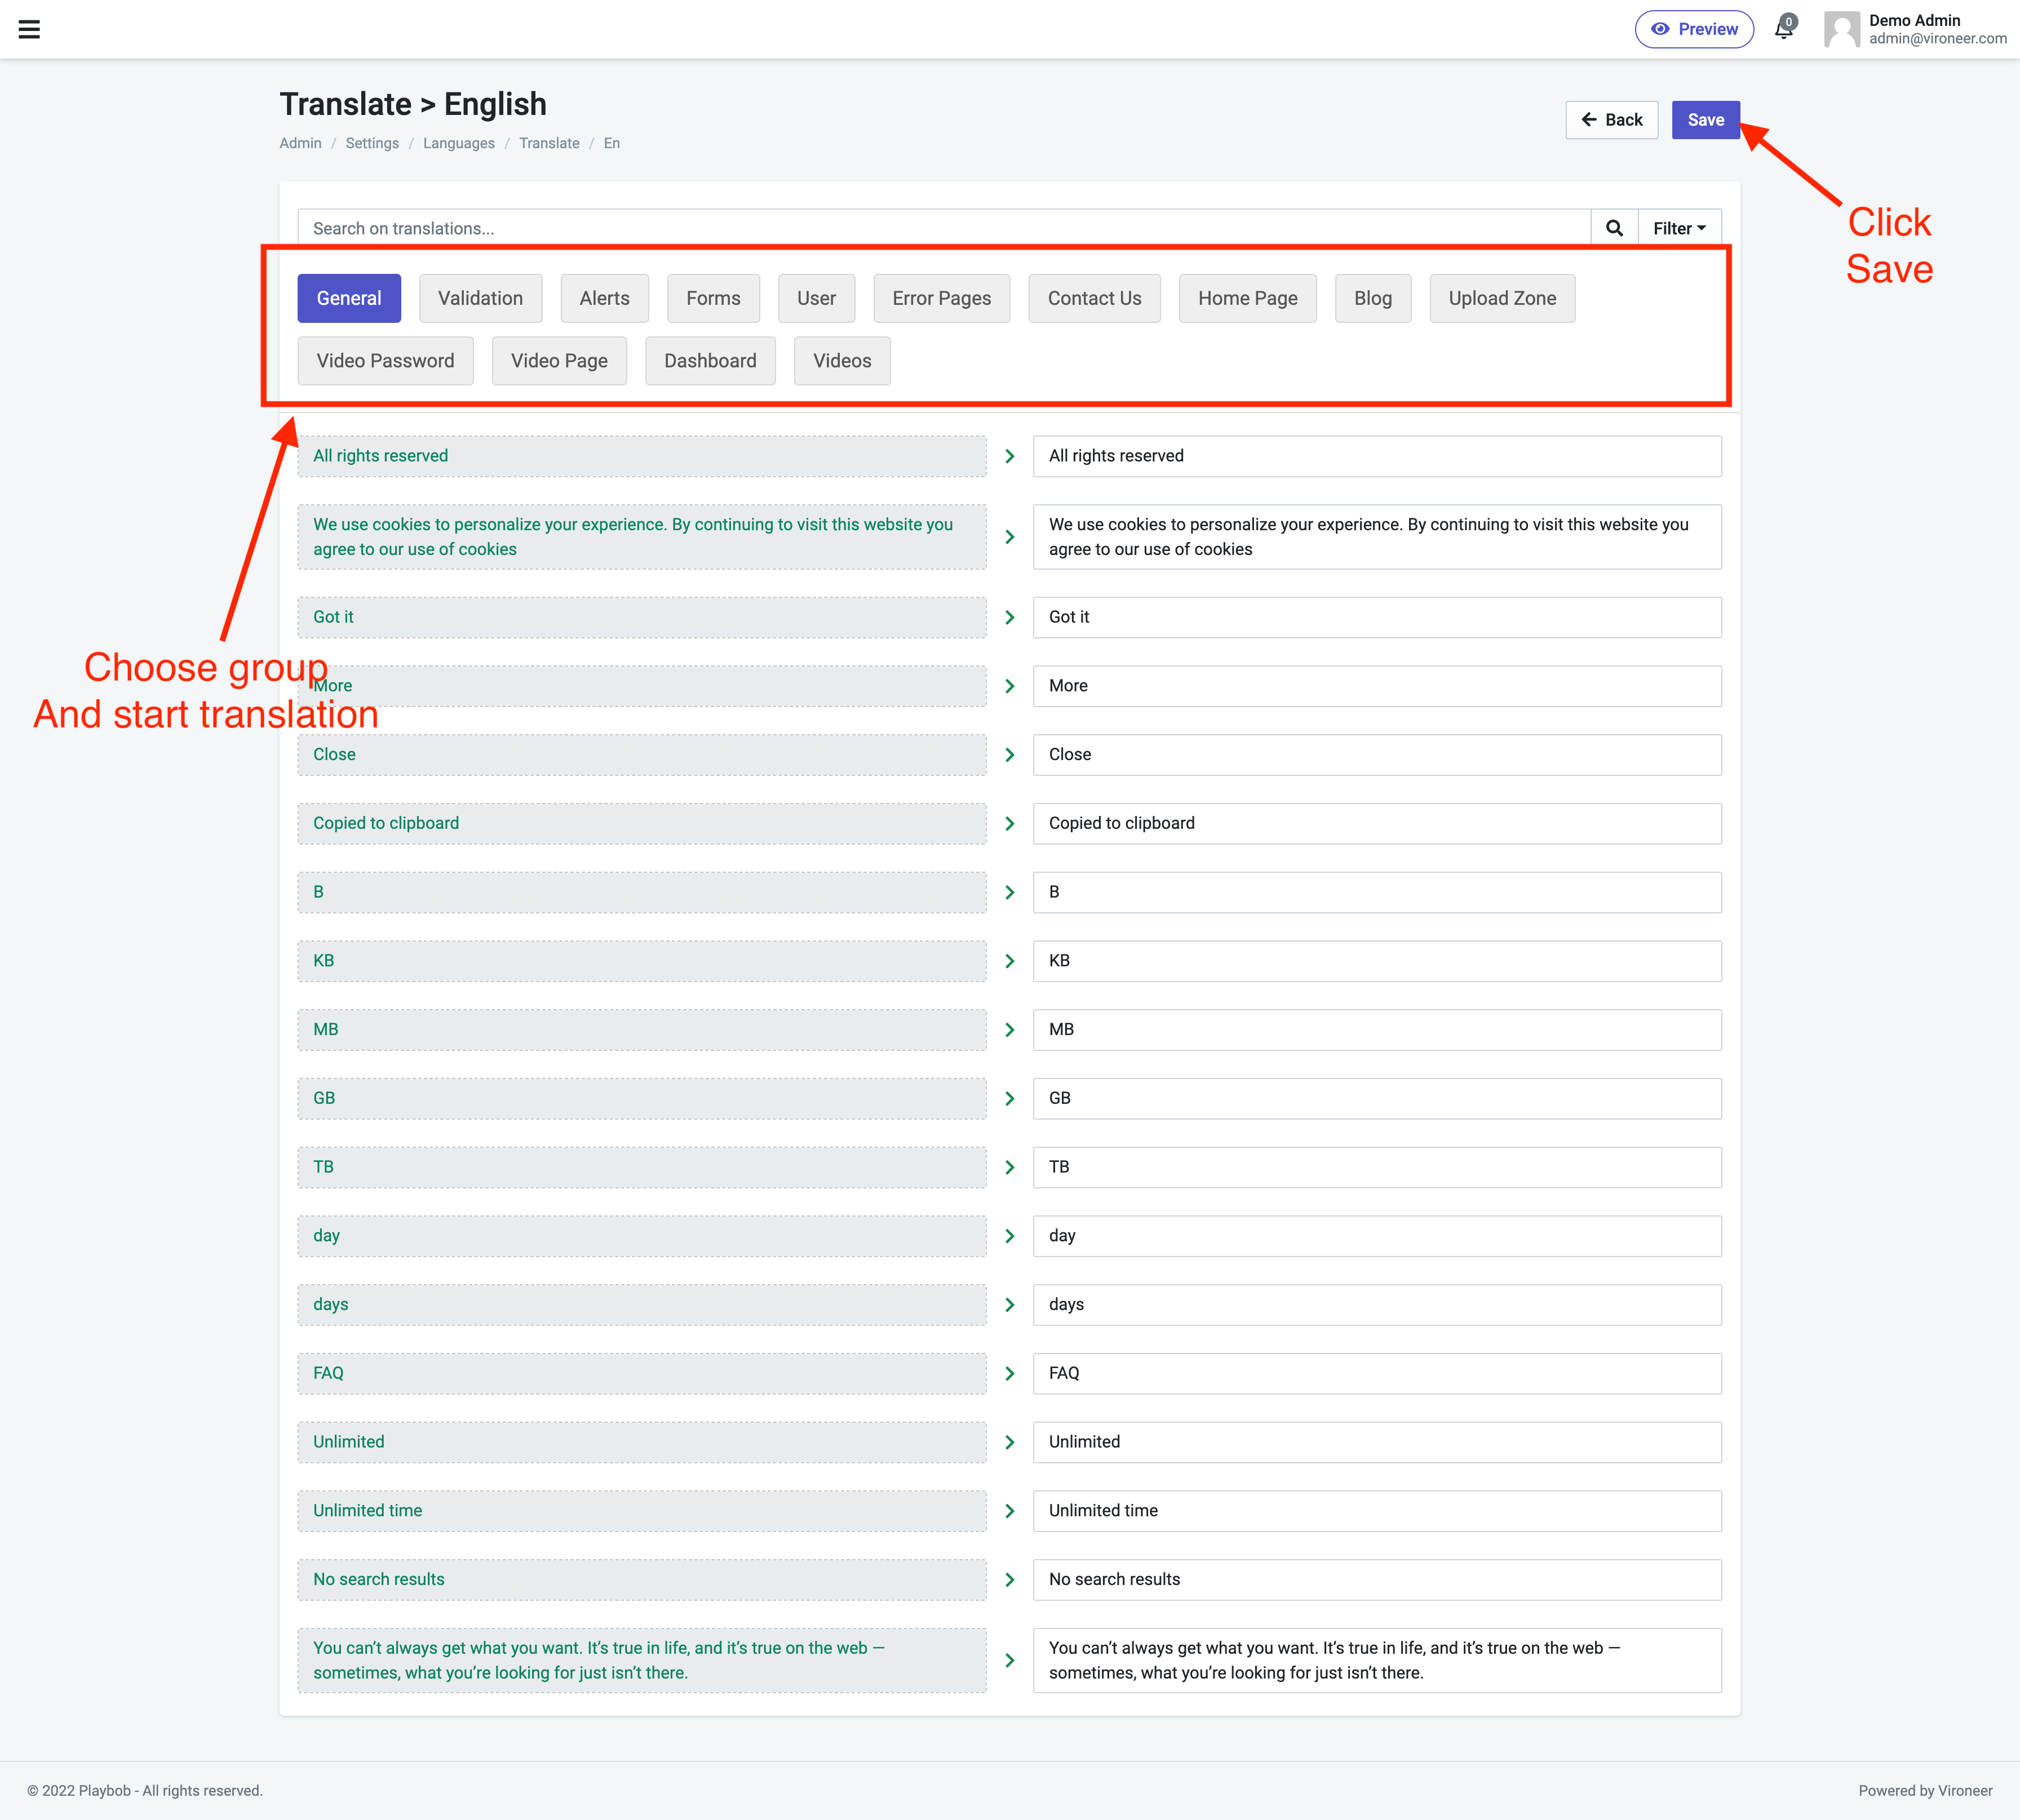 Preview
0
Demo Admin
admin@vironeer.com
Translate > English
Admin / Settings / Languages / Translate / En
Back
Save
Click
Save
Search on translations...
Filter
General
Validation
Alerts
Forms
User
Error Pages
Contact Us
Home Page
Blog
Upload Zone
Video Password
Video Page
Dashboard
Videos
Choose group
And start translation
All rights reserved
All rights reserved
We use cookies to personalize your experience. By continuing to visit this website you
agree to our use of cookies
We use cookies to personalize your experience. By continuing to visit this website you
agree to our use of cookies
Got it
Got it
More
More
Close
Close
Copied to clipboard
Copied to clipboard
B
B
KB
KB
MB
MB
GB
GB
TB
TB
day
day
days
days
FAQ
FAQ
Unlimited
Unlimited
Unlimited time
Unlimited time
No search results
No search results
You can’t always get what you want. It’s true in life, and it’s true on the web —
sometimes, what you’re looking for just isn’t there.
You can’t always get what you want. It’s true in life, and it’s true on the web —
sometimes, what you’re looking for just isn’t there.
© 2022 Playbob - All rights reserved.
Powered by Vironeer